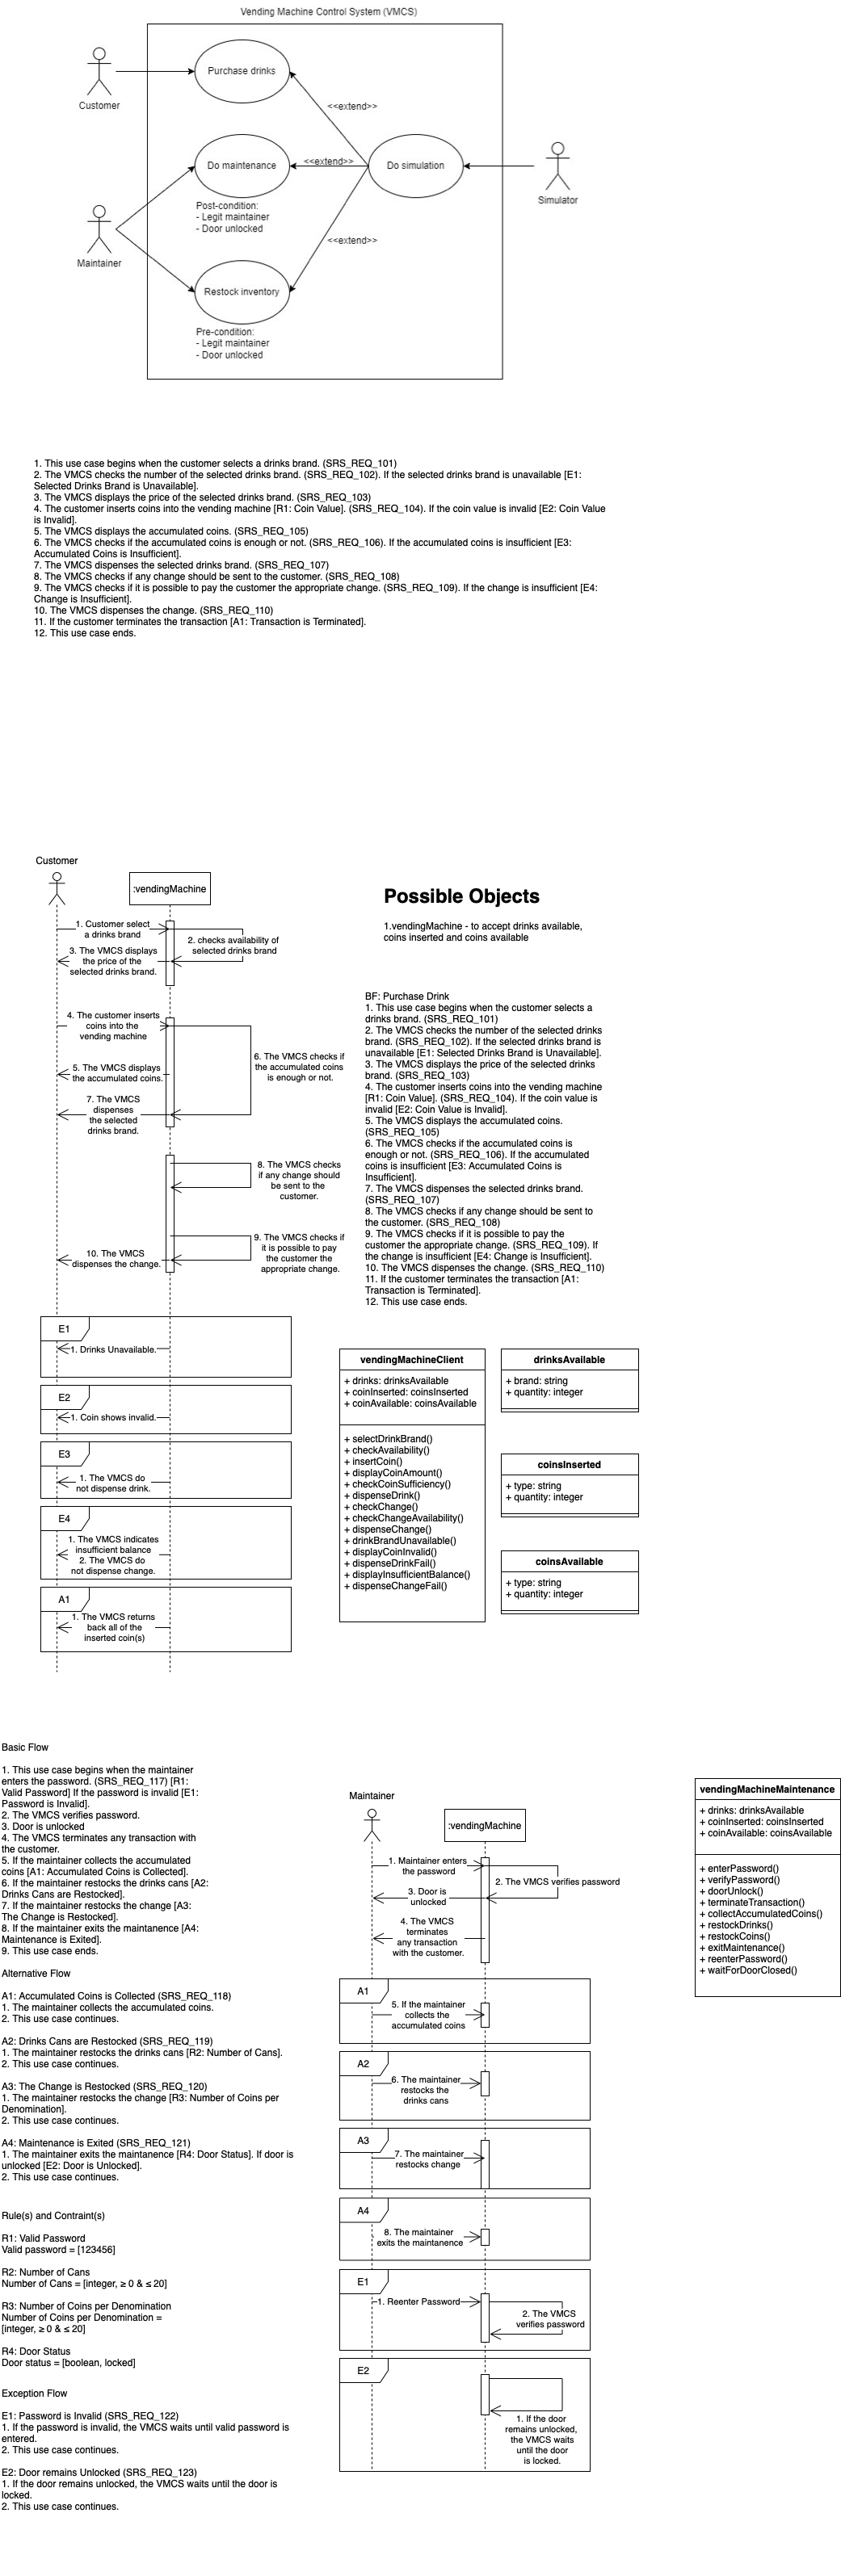 Vending Machine Control System (VMCS)
Customer
Purchase drinks
<<extend>>
Do maintenance
<<extend>>
Do simulation
Simulator
Post-condition:
- Legit maintainer
- Door unlocked
Maintainer
<<extend>>
Restock inventory
Pre-condition:
- Legit maintainer
- Door unlocked
1. This use case begins when the customer selects a drinks brand. (SRS_REQ_101)
2. The VMCS checks the number of the selected drinks brand. (SRS_REQ_102). If the selected drinks brand is unavailable [E1:
Selected Drinks Brand is Unavailable].
3. The VMCS displays the price of the selected drinks brand. (SRS_REQ_103)
4. The customer inserts coins into the vending machine [R1: Coin Value]. (SRS_REQ_104). If the coin value is invalid [E2: Coin Value
is Invalid].
5. The VMCS displays the accumulated coins. (SRS_REQ_105)
6. The VMCS checks if the accumulated coins is enough or not. (SRS_REQ_106). If the accumulated coins is insufficient [E3:
Accumulated Coins is Insufficient].
7. The VMCS dispenses the selected drinks brand. (SRS_REQ_107)
8. The VMCS checks if any change should be sent to the customer. (SRS_REQ_108)
9. The VMCS checks if it is possible to pay the customer the appropriate change. (SRS_REQ_109). If the change is insufficient [E4:
Change is Insufficient].
10. The VMCS dispenses the change. (SRS_REQ_110)
11. If the customer terminates the transaction [A1: Transaction is Terminated].
12. This use case ends.
Customer
:vendingMachine
1. Customer select
a drinks brand
2. checks availability of
selected drinks brand
3. The VMCS displays
the price of the
selected drinks brand.
4. The customer inserts
coins into the
vending machine
5. The VMCS displays
the accumulated coins.
6. The VMCS checks if
the accumulated coins
is enough or not.
7. The VMCS
dispenses
the selected
drinks brand.
8. The VMCS checks
if any change should
be sent to the
customer.
9. The VMCS checks if
it is possible to pay
the customer the
appropriate change.
10. The VMCS
dispenses the change.
E1
1. Drinks Unavailable.
E2
1. Coin shows invalid.
E3
1. The VMCS do
not dispense drink.
E4
1. The VMCS indicates
insufficient balance
2. The VMCS do
not dispense change.
A1
1. The VMCS returns
back all of the
inserted coin(s)
Possible Objects
1.vendingMachine - to accept drinks available,
coins inserted and coins available
BF: Purchase Drink
1. This use case begins when the customer selects a
drinks brand. (SRS_REQ_101)
2. The VMCS checks the number of the selected drinks
brand. (SRS_REQ_102). If the selected drinks brand is
unavailable [E1: Selected Drinks Brand is Unavailable].
3. The VMCS displays the price of the selected drinks
brand. (SRS_REQ_103)
4. The customer inserts coins into the vending machine
[R1: Coin Value]. (SRS_REQ_104). If the coin value is
invalid [E2: Coin Value is Invalid].
5. The VMCS displays the accumulated coins.
(SRS_REQ_105)
6. The VMCS checks if the accumulated coins is
enough or not. (SRS_REQ_106). If the accumulated
coins is insufficient [E3: Accumulated Coins is
Insufficient].
7. The VMCS dispenses the selected drinks brand.
(SRS_REQ_107)
8. The VMCS checks if any change should be sent to
the customer. (SRS_REQ_108)
9. The VMCS checks if it is possible to pay the
customer the appropriate change. (SRS_REQ_109). If
the change is insufficient [E4: Change is Insufficient].
10. The VMCS dispenses the change. (SRS_REQ_110)
11. If the customer terminates the transaction [A1:
Transaction is Terminated].
12. This use case ends.
vendingMachineClient
+ drinks: drinksAvailable
+ coinInserted: coinsInserted
+ coinAvailable: coinsAvailable
+ selectDrinkBrand()
+ checkAvailability()
+ insertCoin()
+ displayCoinAmount()
+ checkCoinSufficiency()
+ dispenseDrink()
+ checkChange()
+ checkChangeAvailability()
+ dispenseChange()
+ drinkBrandUnavailable()
+ displayCoinInvalid()
+ dispenseDrinkFail()
+ displayInsufficientBalance()
+ dispenseChangeFail()
drinksAvailable
+ brand: string
+ quantity: integer
coinsInserted
+ type: string
+ quantity: integer
coinsAvailable
+ type: string
+ quantity: integer
Basic Flow
1. This use case begins when the maintainer
enters the password. (SRS_REQ_117) [R1:
Valid Password] If the password is invalid [E1:
Password is Invalid].
2. The VMCS verifies password.
3. Door is unlocked
4. The VMCS terminates any transaction with
the customer.
5. If the maintainer collects the accumulated
coins [A1: Accumulated Coins is Collected].
6. If the maintainer restocks the drinks cans [A2:
Drinks Cans are Restocked].
7. If the maintainer restocks the change [A3:
The Change is Restocked].
8. If the maintainer exits the maintanence [A4:
Maintenance is Exited].
9. This use case ends.
Alternative Flow
A1: Accumulated Coins is Collected (SRS_REQ_118)
1. The maintainer collects the accumulated coins.
2. This use case continues.
A2: Drinks Cans are Restocked (SRS_REQ_119)
1. The maintainer restocks the drinks cans [R2: Number of Cans].
2. This use case continues.
A3: The Change is Restocked (SRS_REQ_120)
1. The maintainer restocks the change [R3: Number of Coins per
Denomination].
2. This use case continues.
A4: Maintenance is Exited (SRS_REQ_121)
1. The maintainer exits the maintanence [R4: Door Status]. If door is
unlocked [E2: Door is Unlocked].
2. This use case continues.
Rule(s) and Contraint(s)
R1: Valid Password
Valid password = [123456]
R2: Number of Cans
Number of Cans = [integer, ≥ 0 & ≤ 20]
R3: Number of Coins per Denomination
Number of Coins per Denomination =
[integer, ≥ 0 & ≤ 20]
R4: Door Status
Door status = [boolean, locked]
Exception Flow
E1: Password is Invalid (SRS_REQ_122)
1. If the password is invalid, the VMCS waits until valid password is
entered.
2. This use case continues.
E2: Door remains Unlocked (SRS_REQ_123)
1. If the door remains unlocked, the VMCS waits until the door is
locked.
2. This use case continues.
Maintainer
:vendingMachine
1. Maintainer enters
the password
2. The VMCS verifies password
3. Door is
unlocked
4. The VMCS
terminates
any transaction
with the customer.
A1
5. If the maintainer
collects the
accumulated coins
A2
6. The maintainer
restocks the
drinks cans
A3
7. The maintainer
restocks change
A4
8. The maintainer
exits the maintanence
E1
1. Reenter Password
2. The VMCS
verifies password
E2
1. If the door
remains unlocked,
the VMCS waits
until the door
is locked.
vendingMachineMaintenance
+ drinks: drinksAvailable
+ coinInserted: coinsInserted
+ coinAvailable: coinsAvailable
+ enterPassword()
+ verifyPassword()
+ doorUnlock()
+ terminateTransaction()
+ collectAccumulatedCoins()
+ restockDrinks()
+ restockCoins()
+ exitMaintenance()
+ reenterPassword()
+ waitForDoorClosed()